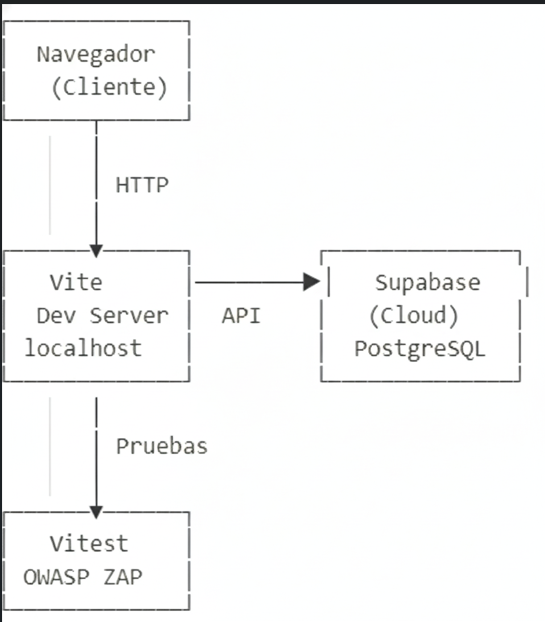 Navegador
(Cliente)
HTTP
Vite
Dev Server
localhost
API
Supabase
(Cloud)
PostgreSQL
Pruebas
Vitest
OWASP ZAP